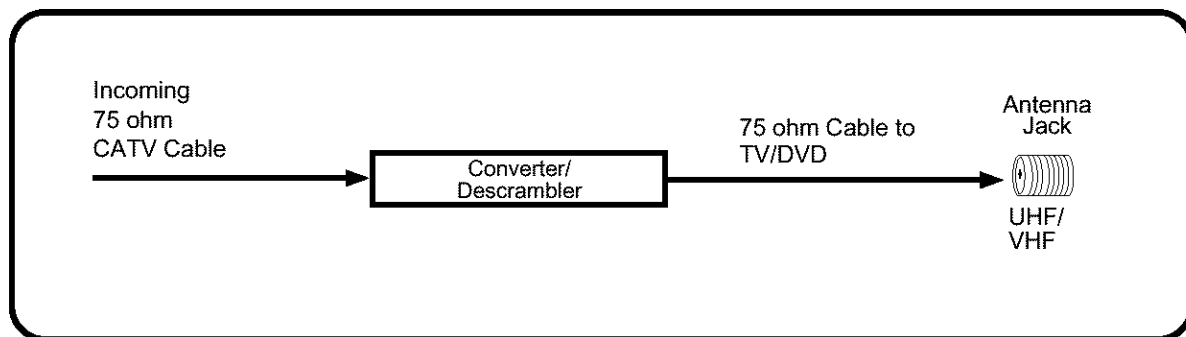 Incoming
75 ohm
CATV Cable
Converter/
Descrambler
75 ohm Cable to
TV/DVD
Antenna
Jack
UHF/
VHF